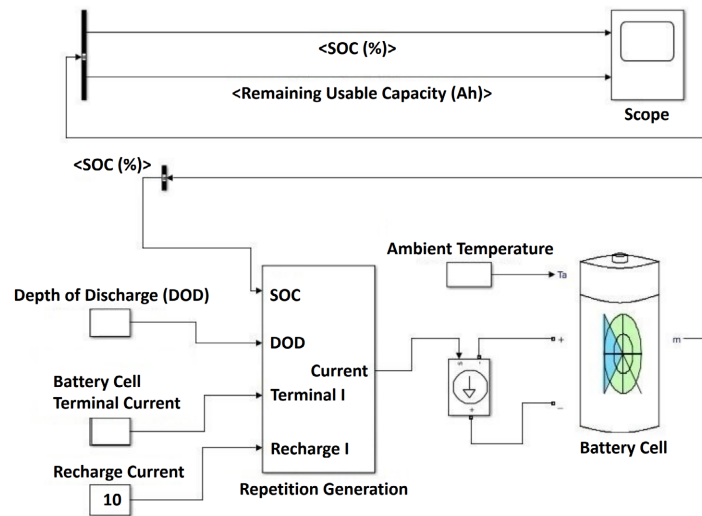 <SOC (%)>
<Remaining Usable Capacity (Ah)>
Scope
<SOC (%)>
Ambient Temperature
Ta
Depth of Discharge (DOD)
SOC
DOD
Current
Terminal I
Recharge I
Battery Cell
Terminal Current
Recharge Current
10
Repetition Generation
+
m
_
Battery Cell